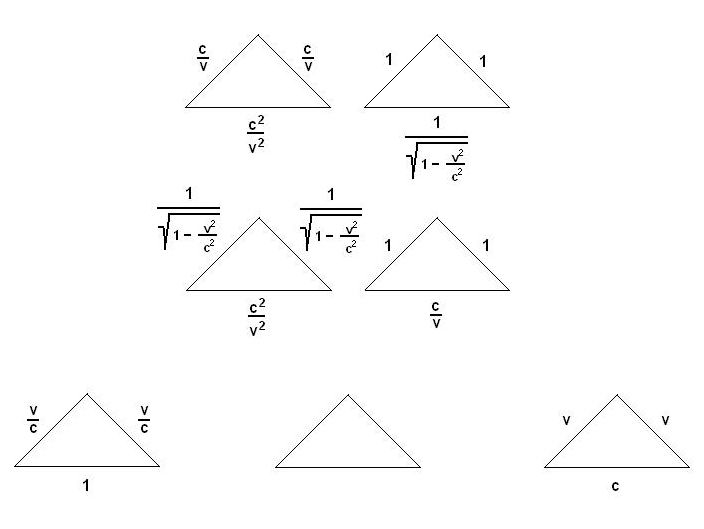 c/v c/v 1 1
c²/v² 1/√(1 − v²/c²)
1/√(1 − v²/c²) 1/√(1 − v²/c²) 1 1
c²/v² c/v
v/c v/c v v
1 c